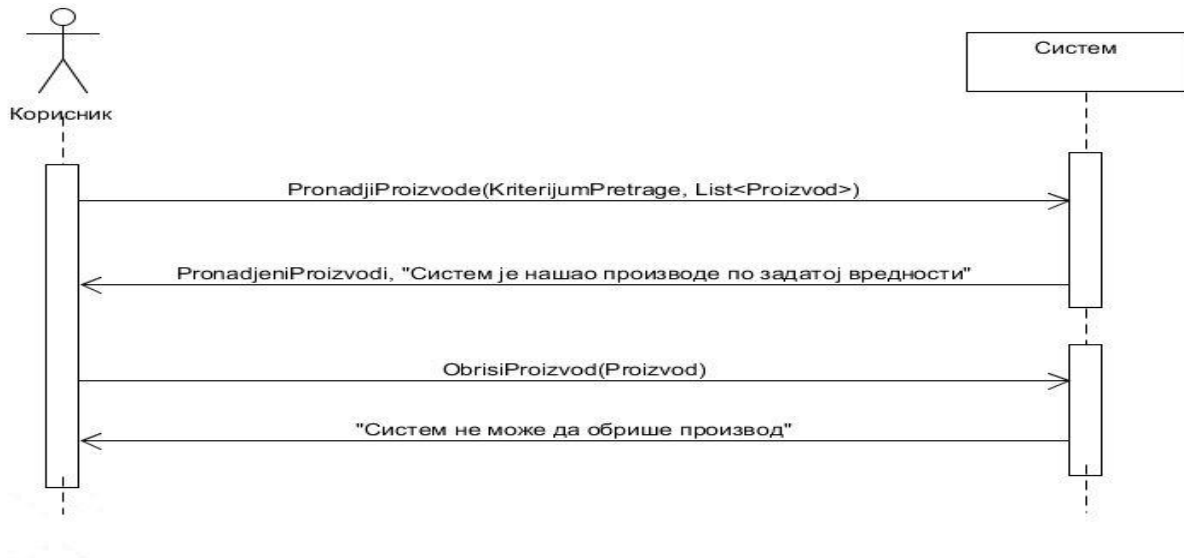 Корисник
Систем
PronadjiProizvode(KriterijumPretrage, List<Proizvod>)
PronadjeniProizvodi, "Систем је нашао производе по задатој вредности"
ObrisiProizvod(Proizvod)
"Систем не може да обрише производ"